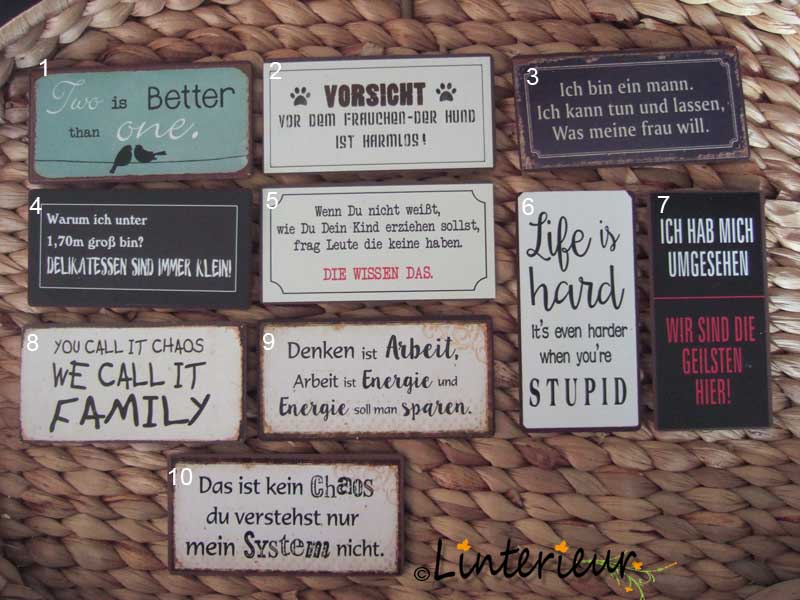 1
Two is Better
than one.
2
VORSICHT
VOR DEM FRAUCHEN-DER HUND
IST HARMLOS!
3
Ich bin ein mann.
Ich kann tun und lassen,
Was meine frau will.
4
Warum ich unter
1,70m groß bin?
DELIKATESSEN SIND IMMER KLEIN!
5
Wenn Du nicht weißt,
wie Du Dein Kind erziehen sollst,
frag Leute die keine haben.
DIE WISSEN DAS.
6
Life is
hard
It's even harder
when you're
STUPID
7
ICH HAB MICH
UMGESEHEN
WIR SIND DIE
GEILSTEN
HIER!
8
YOU CALL IT CHAOS
WE CALL IT
FAMILY
9
Denken ist Arbeit,
Arbeit ist Energie und
Energie soll man sparen.
10
Das ist kein Chaos
du verstehst nur
mein System nicht.
© Linterieur